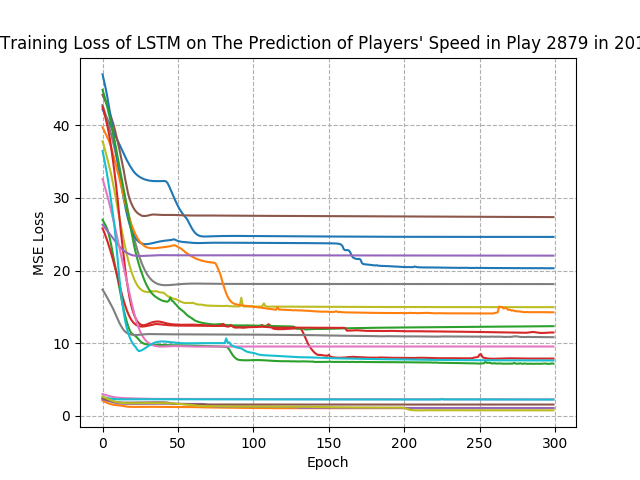 Training Loss of LSTM on The Prediction of Players' Speed in Play 2879 in 201
MSE Loss
40
30
20
10
0
0 50 100 150 200 250 300
Epoch